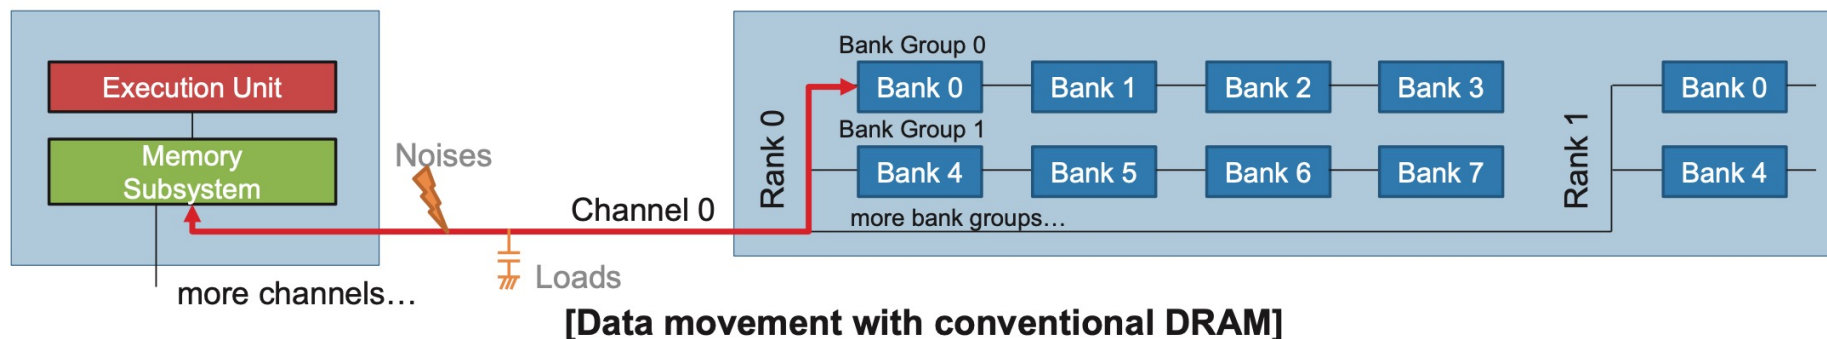 Execution Unit
Memory
Subsystem
more channels...
Noises
Loads
Channel 0
Rank 0
Bank Group 0
Bank 0
Bank 1
Bank 2
Bank 3
Bank Group 1
Bank 4
Bank 5
Bank 6
Bank 7
more bank groups...
Rank 1
Bank 0
Bank 4
[Data movement with conventional DRAM]